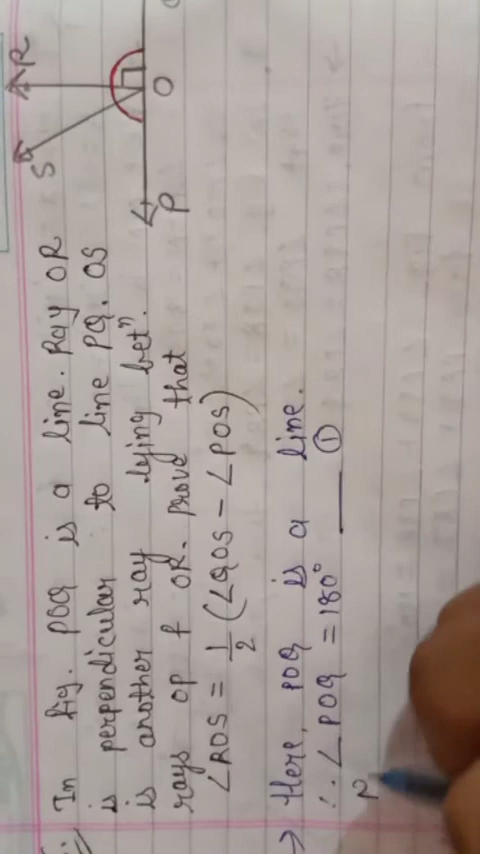 In fig. POQ is a line. Ray OR
is perpendicular to line PQ. OS
is another ray lying betⁿ.
rays OP & OR. Prove that
∠ROS = 1/2 (∠QOS - ∠POS)
S R
P O
→ Here, POQ is a line.
∴ ∠POQ = 180° ___ ①